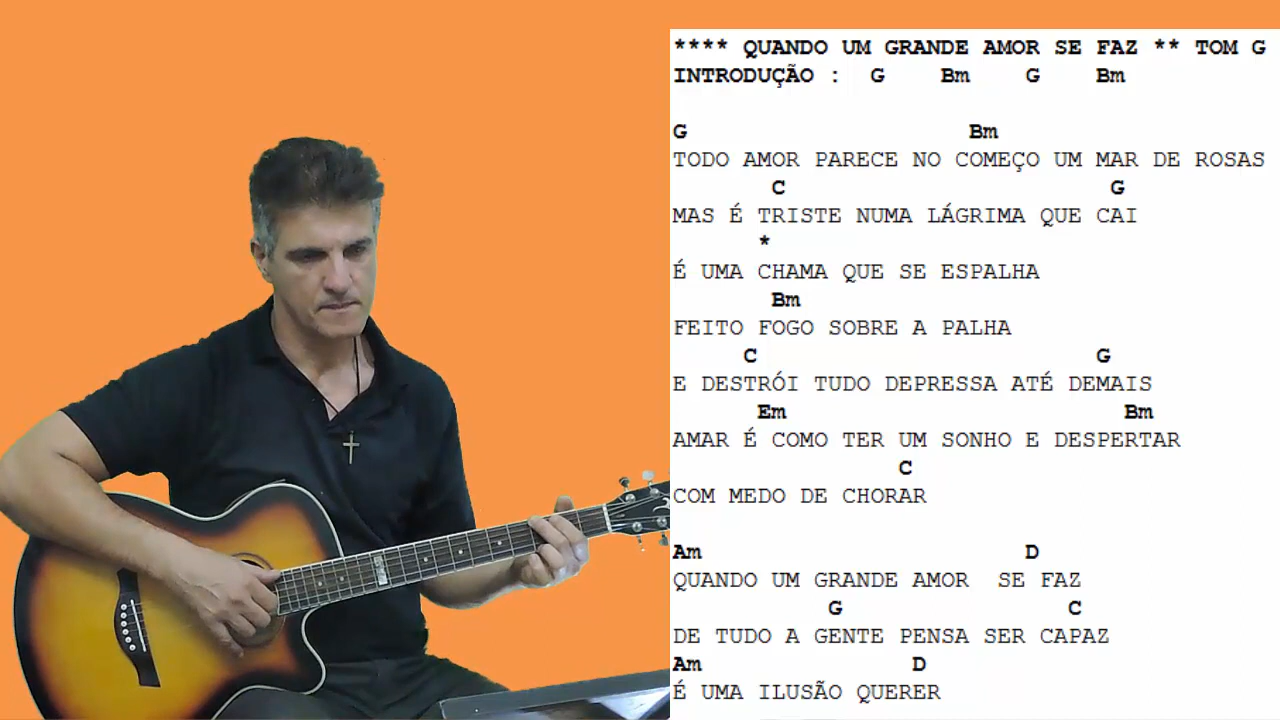 **** QUANDO UM GRANDE AMOR SE FAZ ** TOM G
INTRODUÇÃO : G Bm G Bm
G Bm
TODO AMOR PARECE NO COMEÇO UM MAR DE ROSAS
C G
MAS É TRISTE NUMA LÁGRIMA QUE CAI
*
É UMA CHAMA QUE SE ESPALHA
Bm
FEITO FOGO SOBRE A PALHA
C G
E DESTRÓI TUDO DEPRESSA ATÉ DEMAIS
Em Bm
AMAR É COMO TER UM SONHO E DESPERTAR
C
COM MEDO DE CHORAR
Am D
QUANDO UM GRANDE AMOR SE FAZ
G C
DE TUDO A GENTE PENSA SER CAPAZ
Am D
É UMA ILUSÃO QUERER